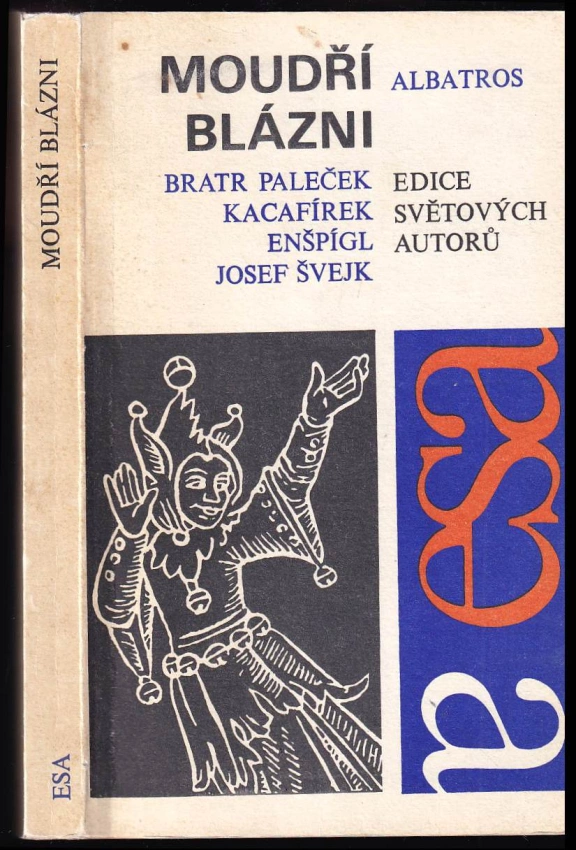 MOUDŘÍ BLÁZNI
ESA
MOUDŘÍ
BLÁZNI
BRATR PALEČEK
KACAFÍREK
ENŠPÍGL
JOSEF ŠVEJK
ALBATROS
EDICE
SVĚTOVÝCH
AUTORŮ
esa
a